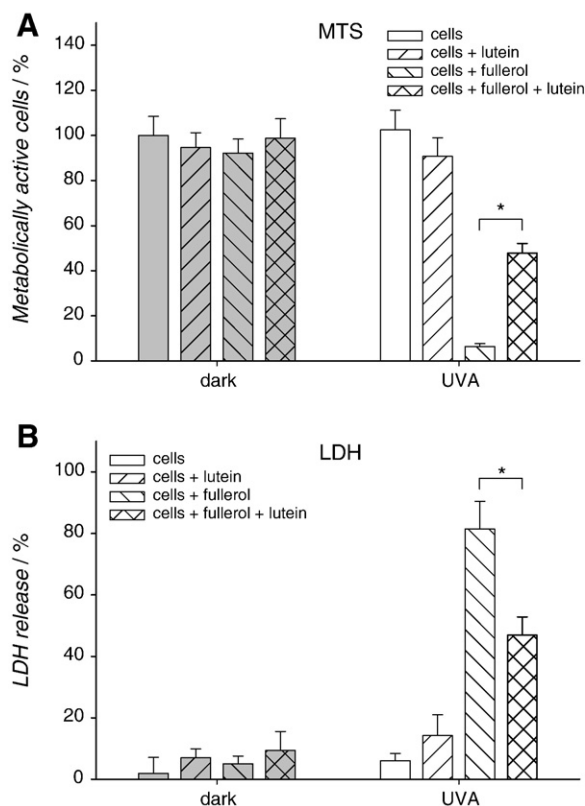 A
MTS
Metabolically active cells / %
140
120
100
80
60
40
20
0
cells
cells + lutein
cells + fullerol
cells + fullerol + lutein
*
dark
UVA
B
LDH
LDH release / %
100
80
60
40
20
0
cells
cells + lutein
cells + fullerol
cells + fullerol + lutein
*
dark
UVA